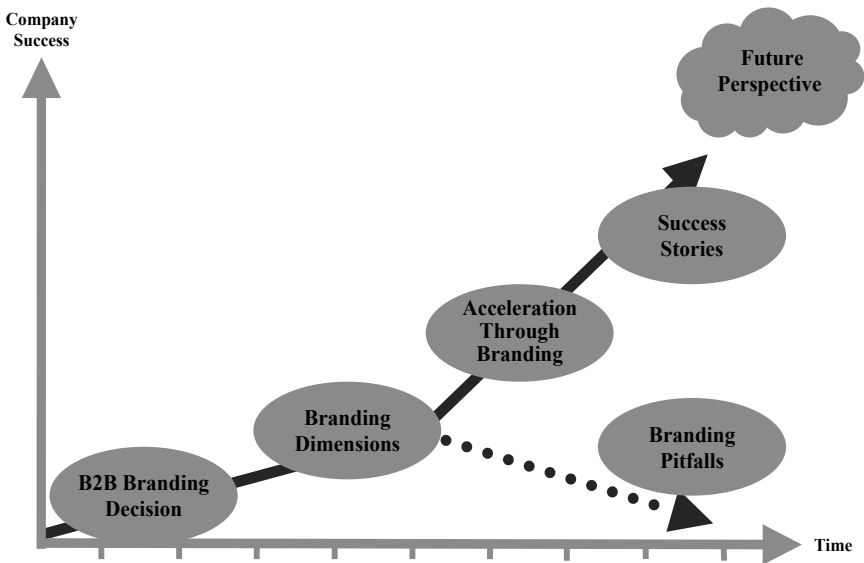 Company
Success
Future
Perspective
Success
Stories
Acceleration
Through
Branding
Branding
Dimensions
Branding
Pitfalls
B2B Branding
Decision
Time